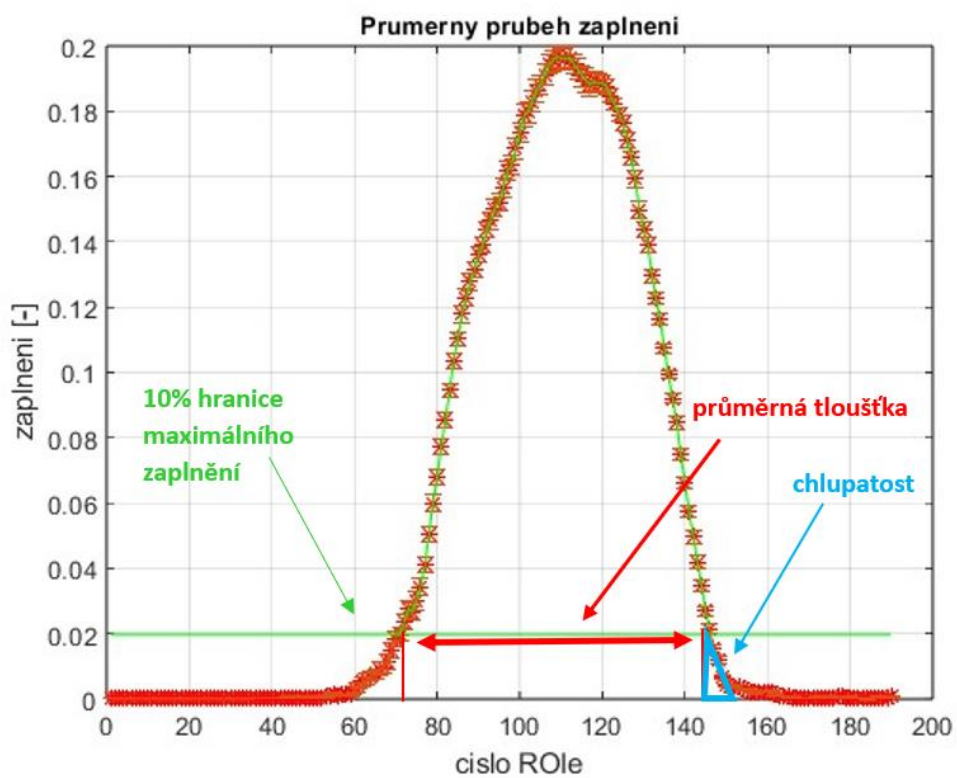 Prumerny prubeh zaplneni
0.2
0.18
0.16
0.14
0.12
0.1
0.08
0.06
0.04
0.02
0
zaplneni [-]
10% hranice
maximálního
zaplnění
průměrná tloušťka
chlupatost
0 20 40 60 80 100 120 140 160 180 200
cislo ROIe